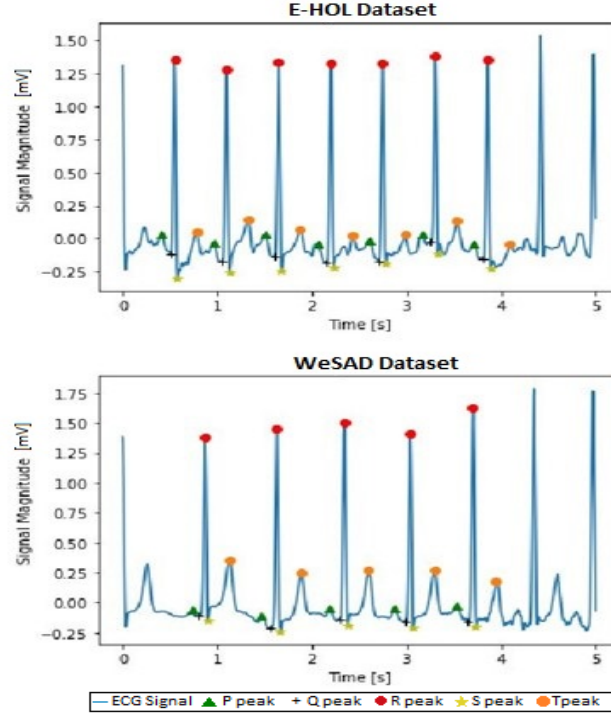 E-HOL Dataset
1.50
1.25
1.00
0.75
0.50
0.25
0.00
−0.25
Signal Magnitude [mV]
0 1 2 3 4 5
Time [s]
WeSAD Dataset
1.75
1.50
1.25
1.00
0.75
0.50
0.25
0.00
−0.25
Signal Magnitude [mV]
0 1 2 3 4 5
Time [s]
ECG Signal P peak Q peak R peak S peak Tpeak